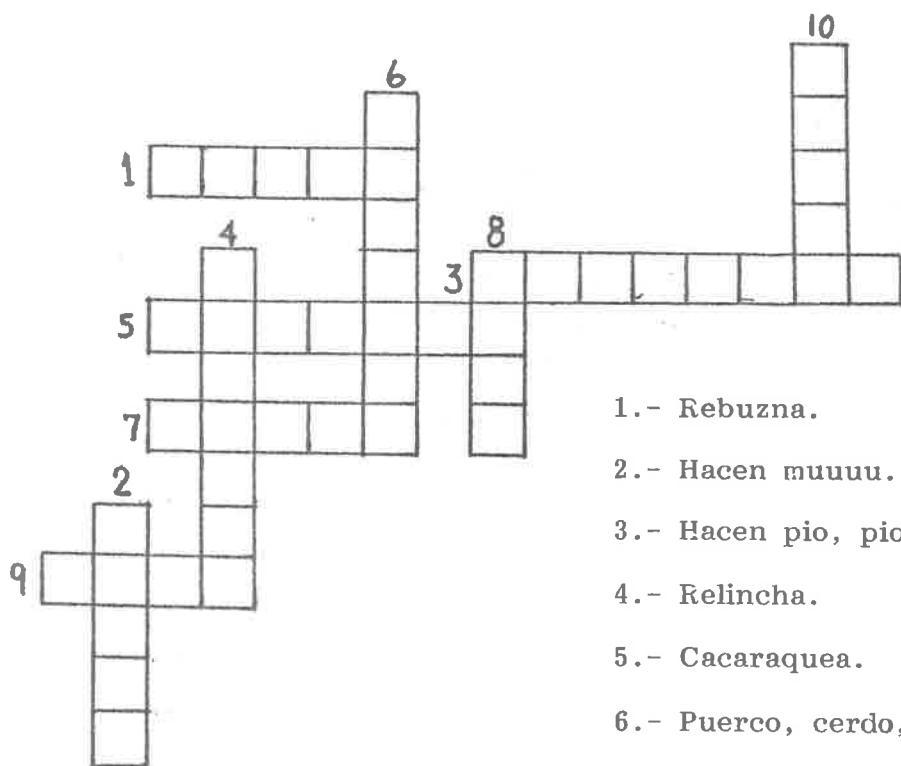 10
6
1
4
8
3
5
7
2
9
1.- Rebuzna.
2.- Hacen muuuu.
3.- Hacen pio, pio
4.- Relincha.
5.- Cacaraquea.
6.- Puerco, cerdo,